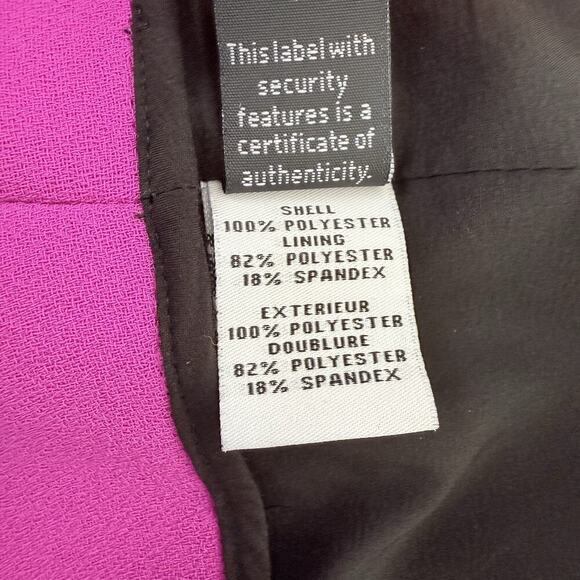 This label with
security
features is a
certificate of
authenticity.
SHELL
100% POLYESTER
LINING
82% POLYESTER
18% SPANDEX
EXTERIEUR
100% POLYESTER
DOUBLURE
82% POLYESTER
18% SPANDEX